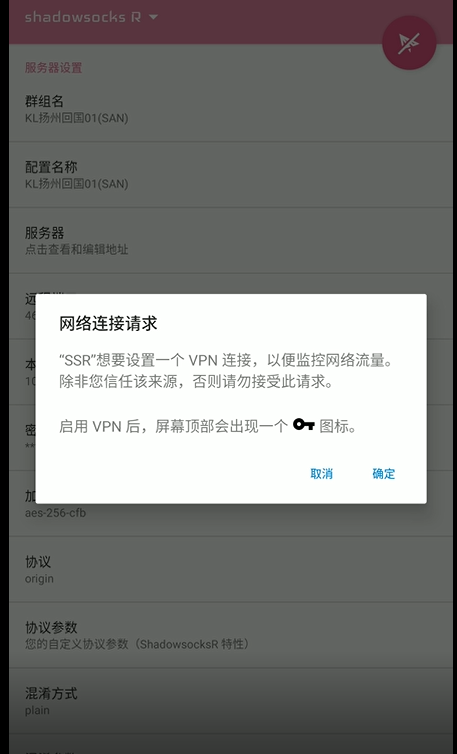 shadowsocks R
服务器设置
群组名
KL扬州回国01(SAN)
配置名称
KL扬州回国01(SAN)
服务器
点击查看和编辑地址
网络连接请求
“SSR”想要设置一个 VPN 连接，以便监控网络流量。
除非您信任该来源，否则请勿接受此请求。
启用 VPN 后，屏幕顶部会出现一个 图标。
取消 确定
aes-256-cfb
协议
origin
协议参数
您的自定义协议参数（ShadowsocksR 特性）
混淆方式
plain